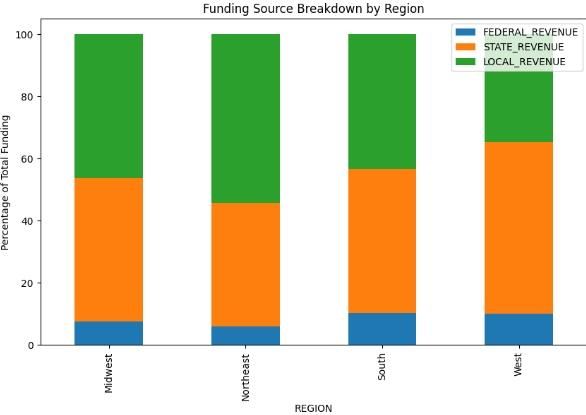 Funding Source Breakdown by Region
FEDERAL_REVENUE
STATE_REVENUE
LOCAL_REVENUE
Percentage of Total Funding
100
80
60
40
20
0
Midwest
Northeast
South
West
REGION